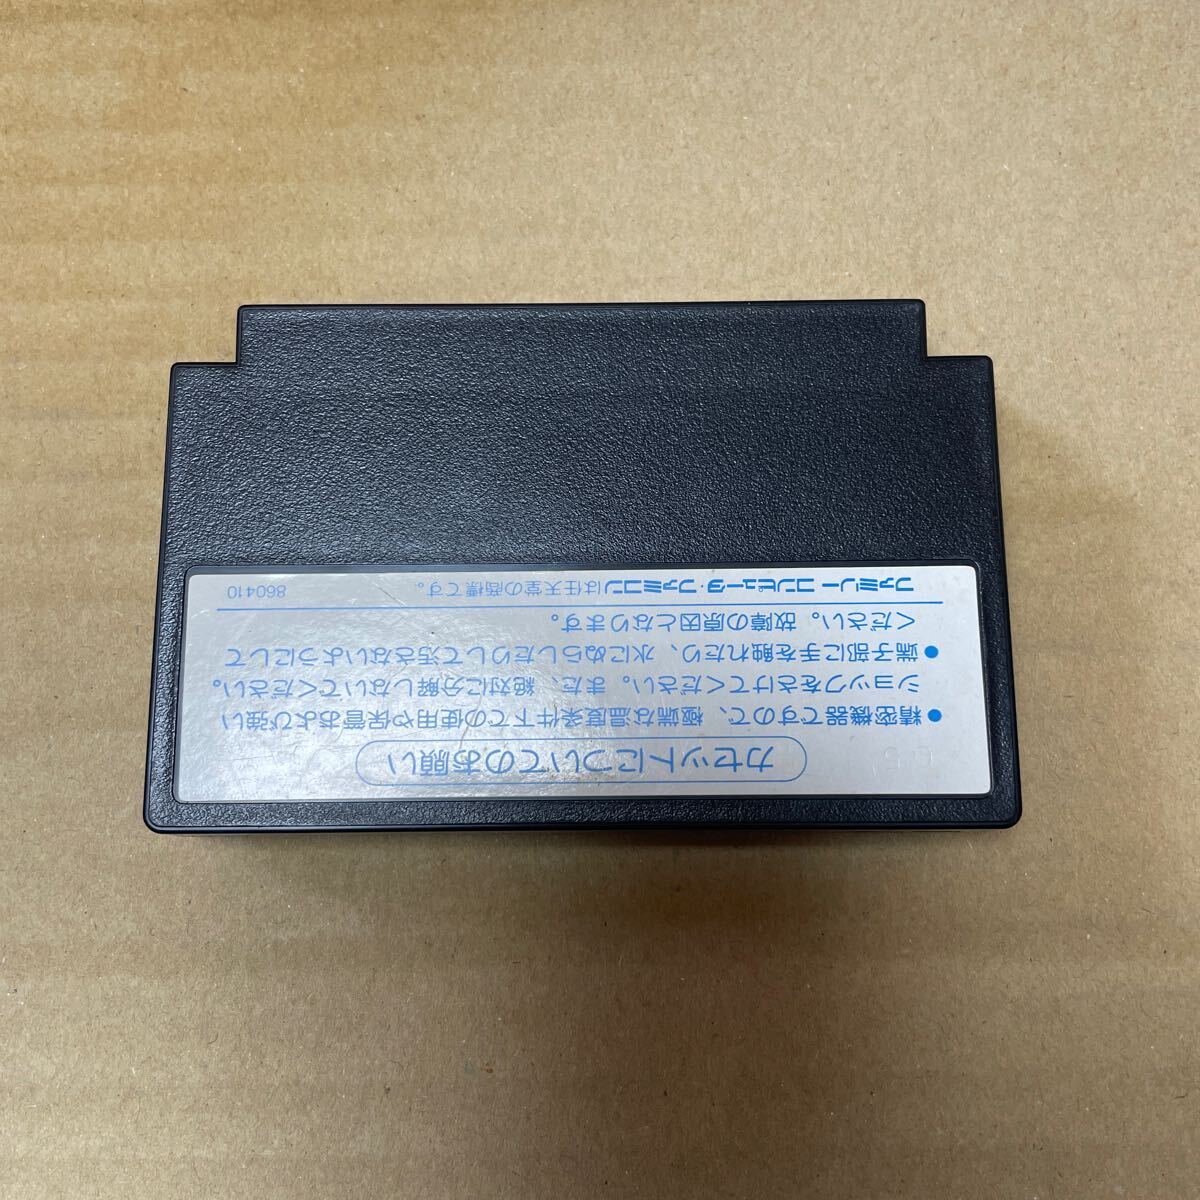 カセットについてのお願い
●精密機器ですので、極端な温度条件下での使用や保管および強い
ショックをさけてください。また、絶対に分解しないでください。
●端子部に手を触れたり、水にぬらしたりして汚さないようにして
ください。故障の原因となります。
ファミリーコンピュータ・ファミコンは任天堂の商標です。 860410